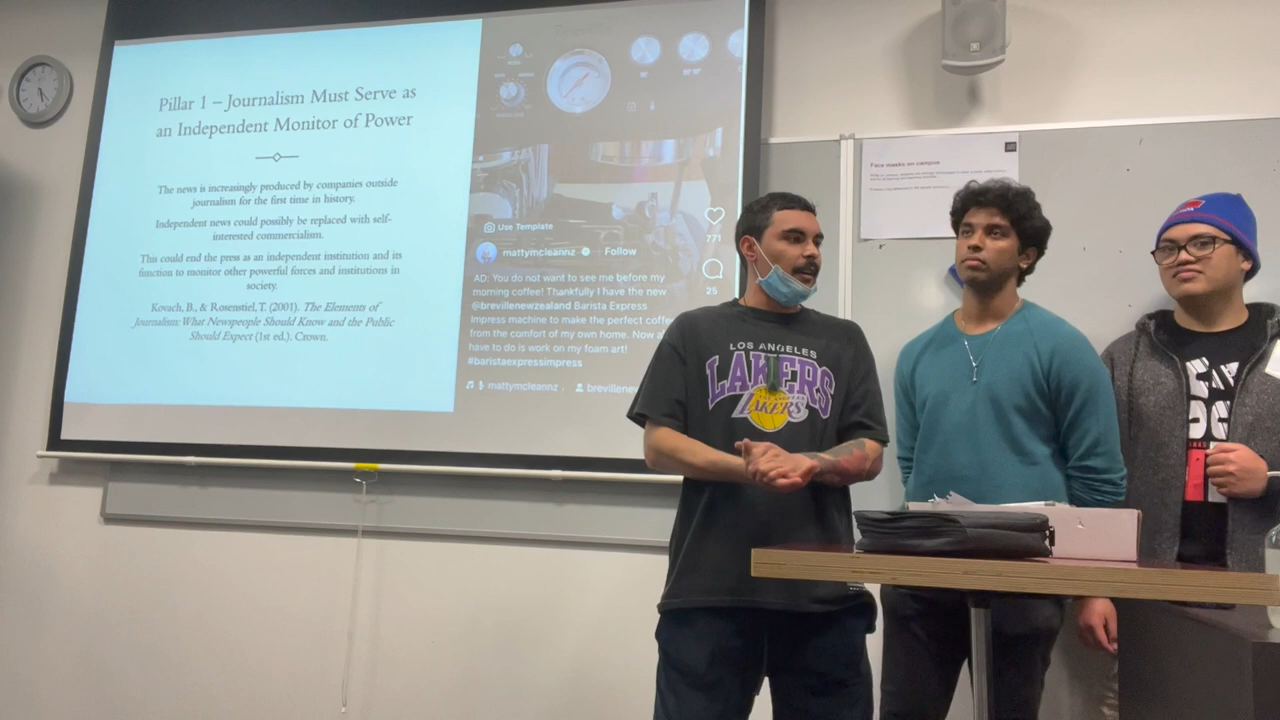 Pillar 1 – Journalism Must Serve as
an Independent Monitor of Power
The news is increasingly produced by companies outside
journalism for the first time in history.
Independent news could possibly be replaced with self-
interested commercialism.
This could end the press as an independent institution and its
function to monitor other powerful forces and institutions in
society.
Kovach, B., & Rosenstiel, T. (2001). The Elements of
Journalism: What Newspeople Should Know and the Public
Should Expect (1st ed.). Crown.
Use Template
mattymcleannz Follow
AD: You do not want to see me before my
morning coffee! Thankfully I have the new
@brevillenewzealand Barista Express
Impress machine to make the perfect coffee
from the comfort of my own home. Now
have to do is work on my foam art!
#baristaexpressimpress
mattymcleannz
771
25
Face masks on campus
LOS ANGELES
LAKERS
LAKERS